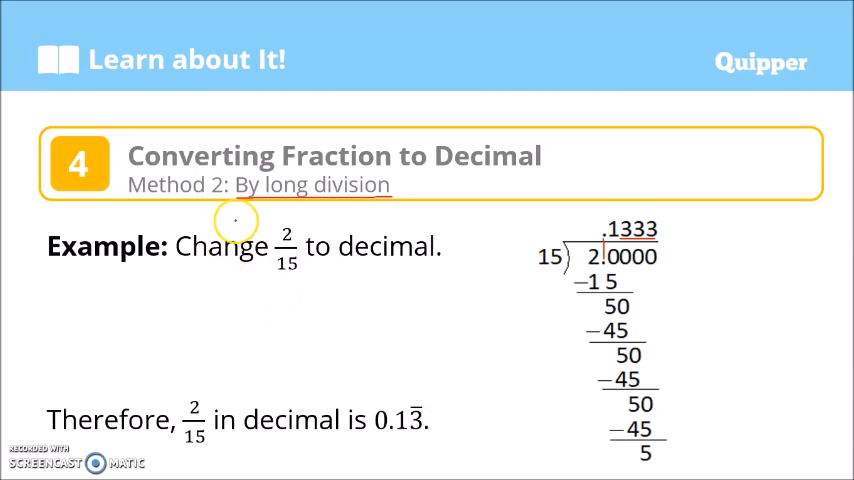 Learn about It!
Quipper
4
Converting Fraction to Decimal
Method 2: By long division
Example: Change 2/15 to decimal.
.1333
15)2.0000
−15
50
−45
50
−45
50
−45
5
Therefore, 2/15 in decimal is 0.13̅.
RECORDED WITH
SCREENCAST MATIC